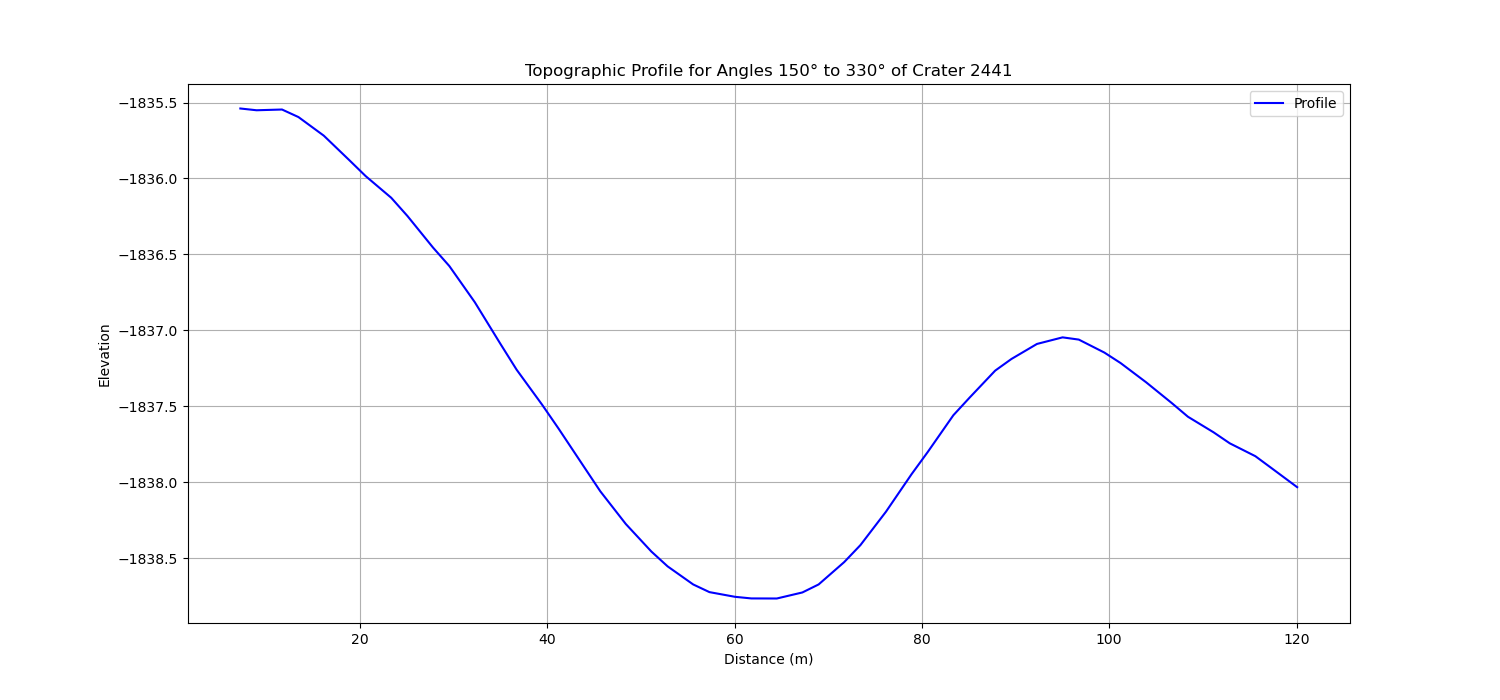 Topographic Profile for Angles 150° to 330° of Crater 2441
Profile
−1835.5
−1836.0
−1836.5
−1837.0
−1837.5
−1838.0
−1838.5
Elevation
20 40 60 80 100 120
Distance (m)